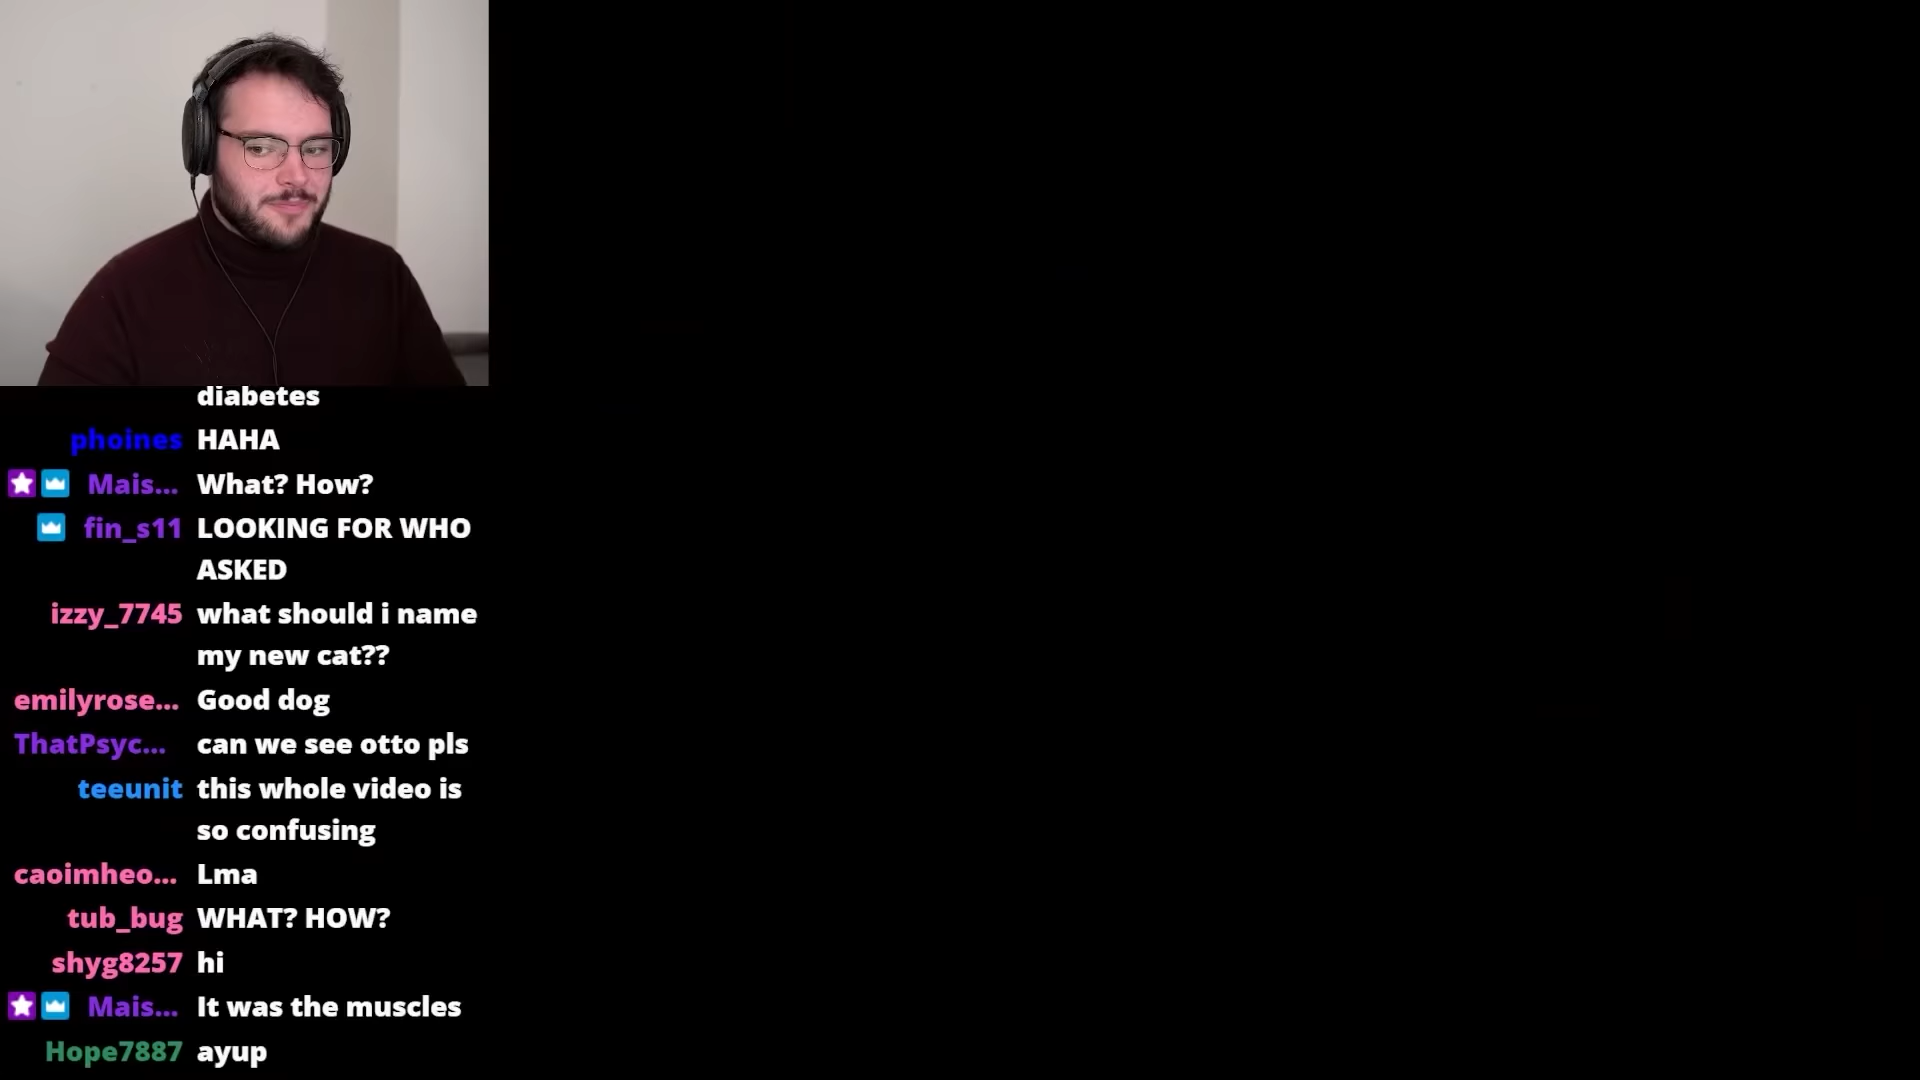 diabetes
phoines HAHA
Mais... What? How?
fin_s11 LOOKING FOR WHO
ASKED
izzy_7745 what should i name
my new cat??
emilyrose... Good dog
ThatPsyc... can we see otto pls
teeunit this whole video is
so confusing
caoimheo... Lma
tub_bug WHAT? HOW?
shyg8257 hi
Mais... It was the muscles
Hope7887 ayup